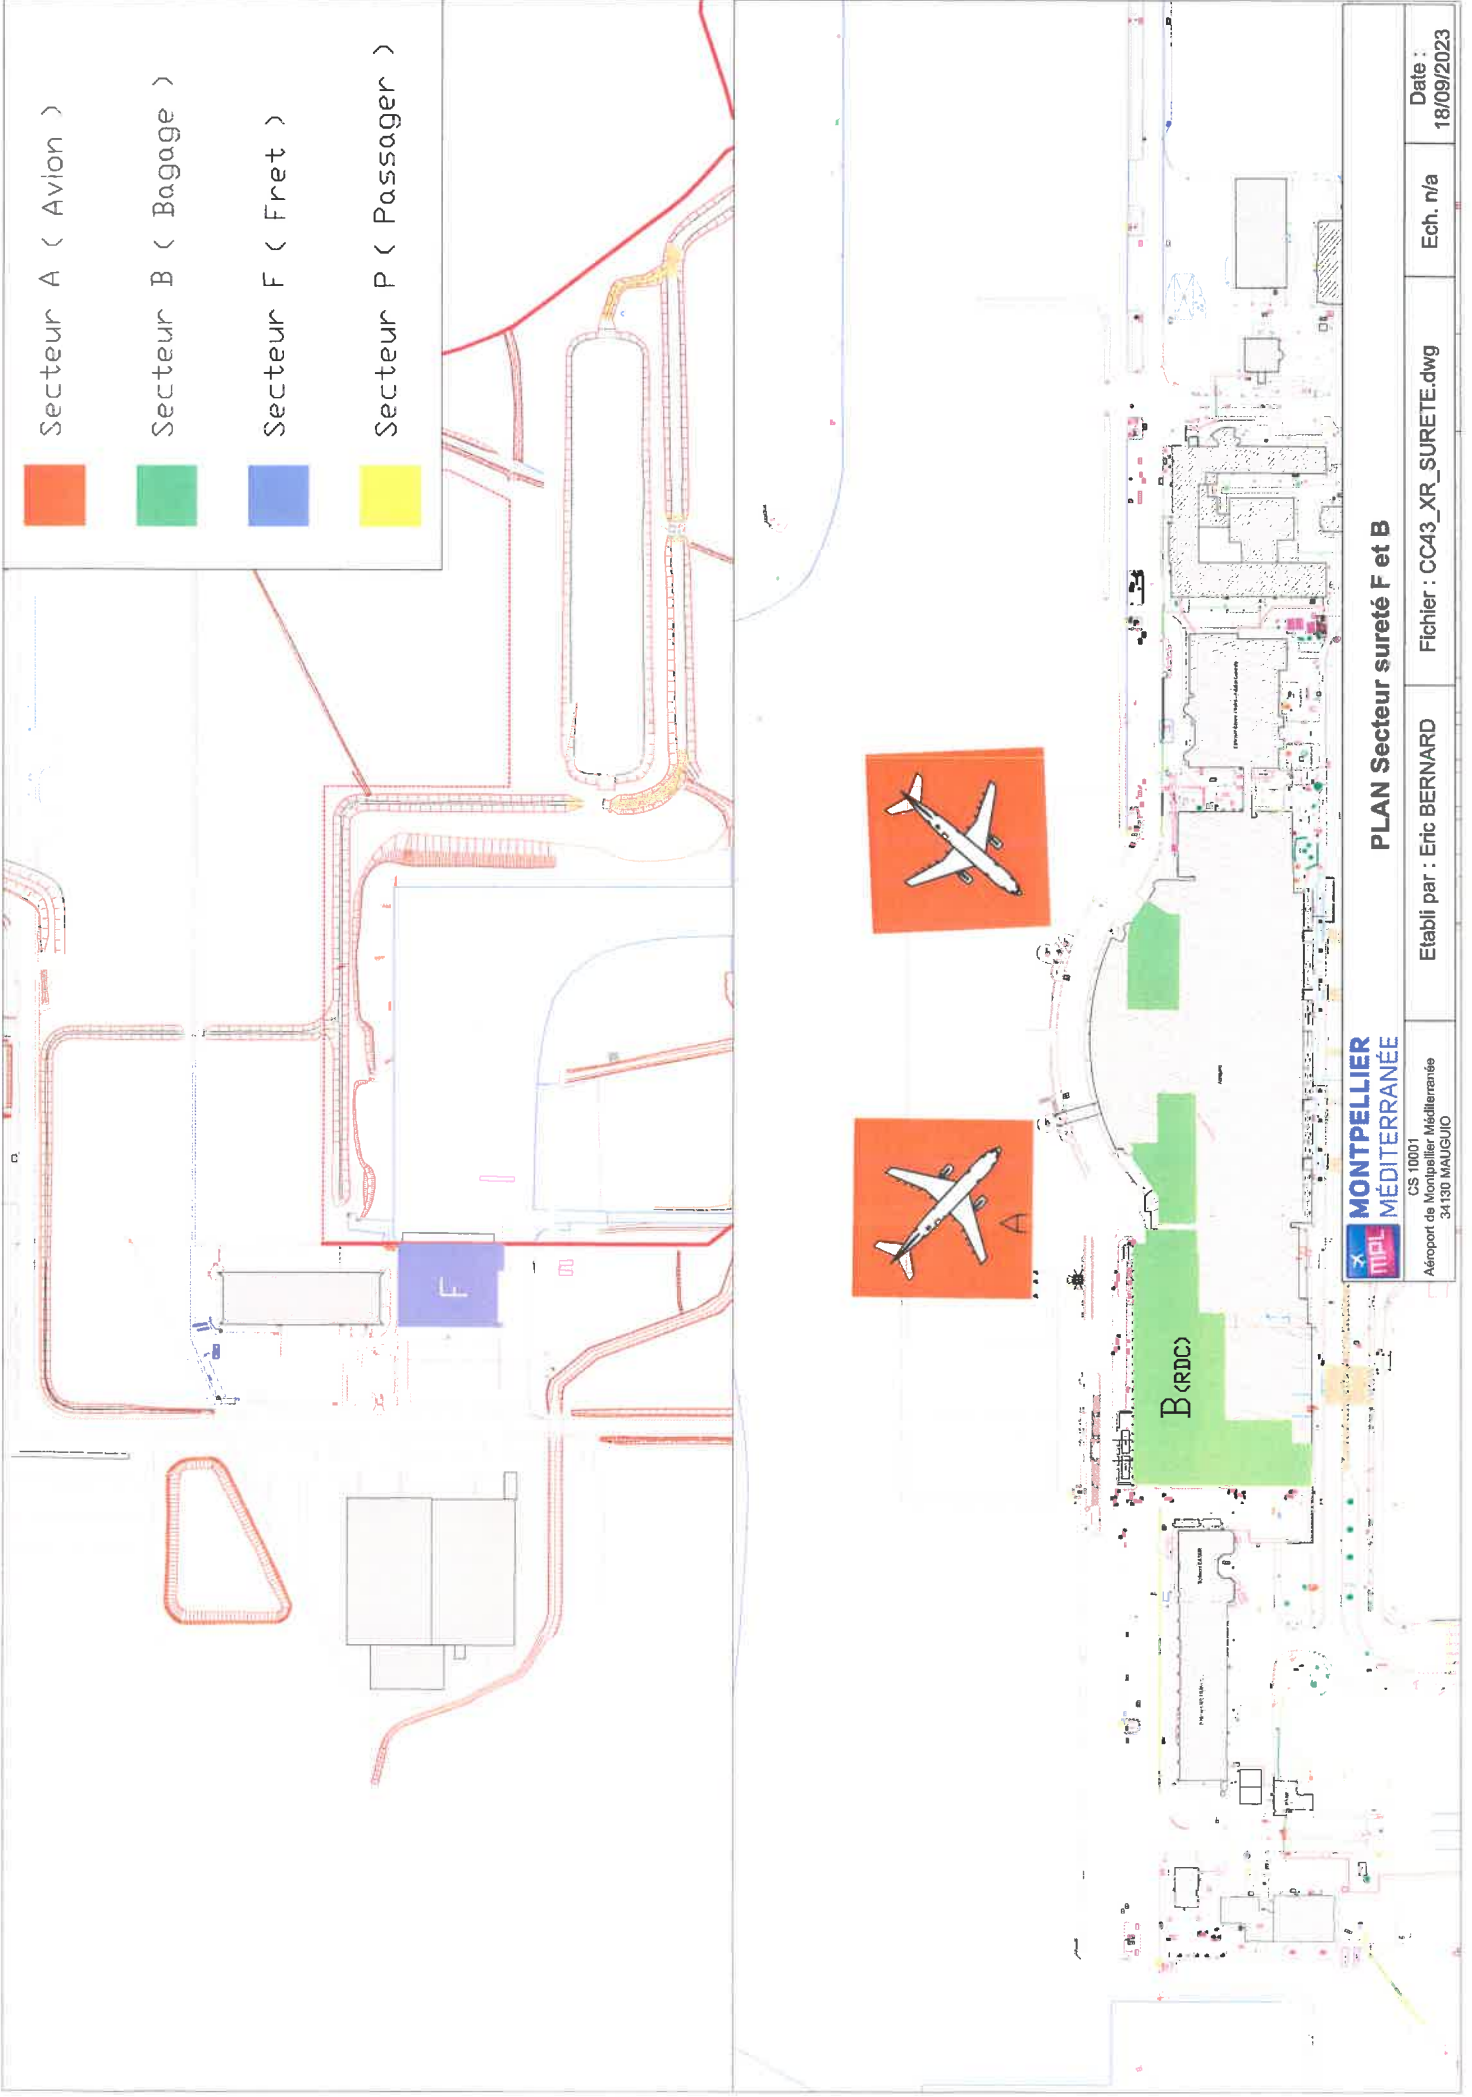 Secteur A ( Avion )
Secteur B ( Bagage )
Secteur F ( Fret )
Secteur P ( Passager )
F
A
B (RDC)
MPL
MONTPELLIER
MÉDITERRANÉE
CS 10001
Aéroport de Montpellier Méditerranée
34130 MAUGUIO
PLAN Secteur sureté F et B
Etabli par : Eric BERNARD
Fichier : CC43_XR_SURETE.dwg
Ech. n/a
Date :
18/09/2023